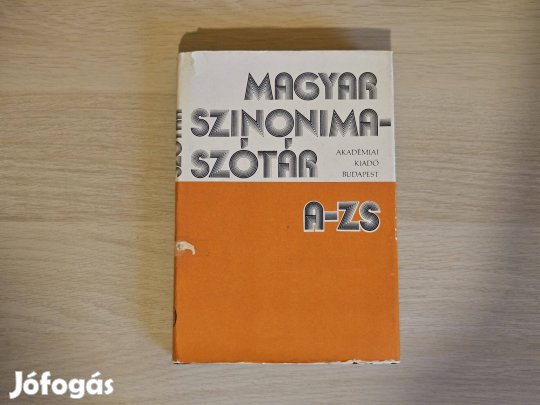 MAGYAR
SZINONIMA-
SZÓTÁR
AKADÉMIAI
KIADÓ
BUDAPEST
A-ZS
Jófogás